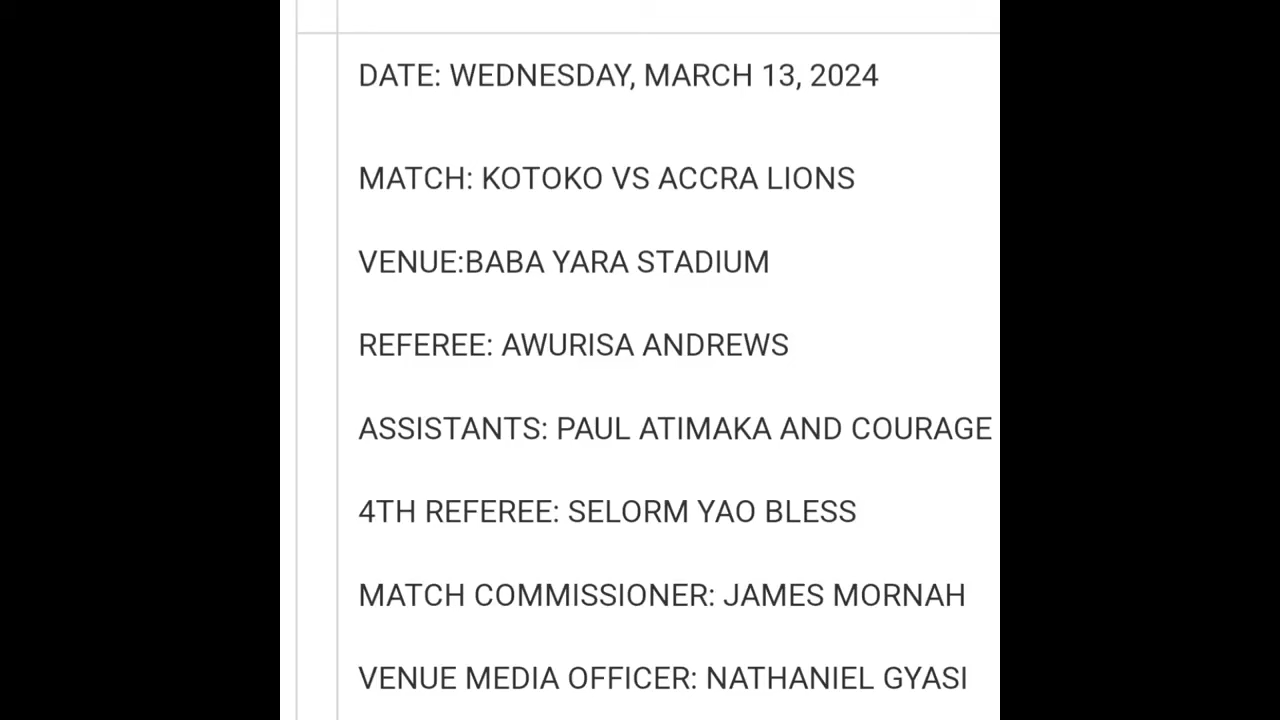 DATE: WEDNESDAY, MARCH 13, 2024
MATCH: KOTOKO VS ACCRA LIONS
VENUE:BABA YARA STADIUM
REFEREE: AWURISA ANDREWS
ASSISTANTS: PAUL ATIMAKA AND COURAGE
4TH REFEREE: SELORM YAO BLESS
MATCH COMMISSIONER: JAMES MORNAH
VENUE MEDIA OFFICER: NATHANIEL GYASI